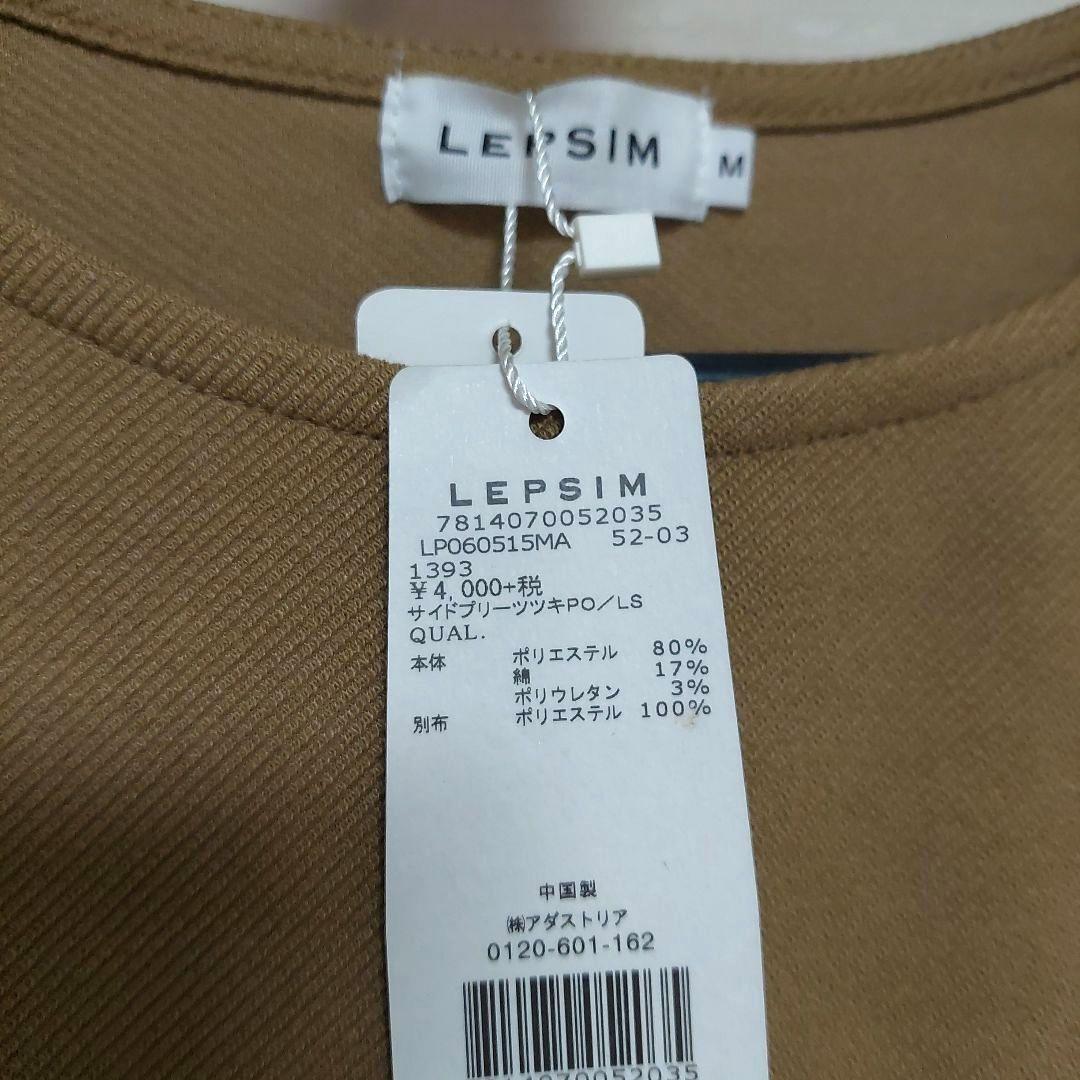 LEPSIM
M
LEPSIM
7814070052035
LP060515MA 52-03
1393
¥4,000+税
サイドプリーツツキPO/LS
QUAL.
本体 ポリエステル 80%
綿 17%
ポリウレタン 3%
別布 ポリエステル 100%
中国製
㈱アダストリア
0120-601-162
14070052035